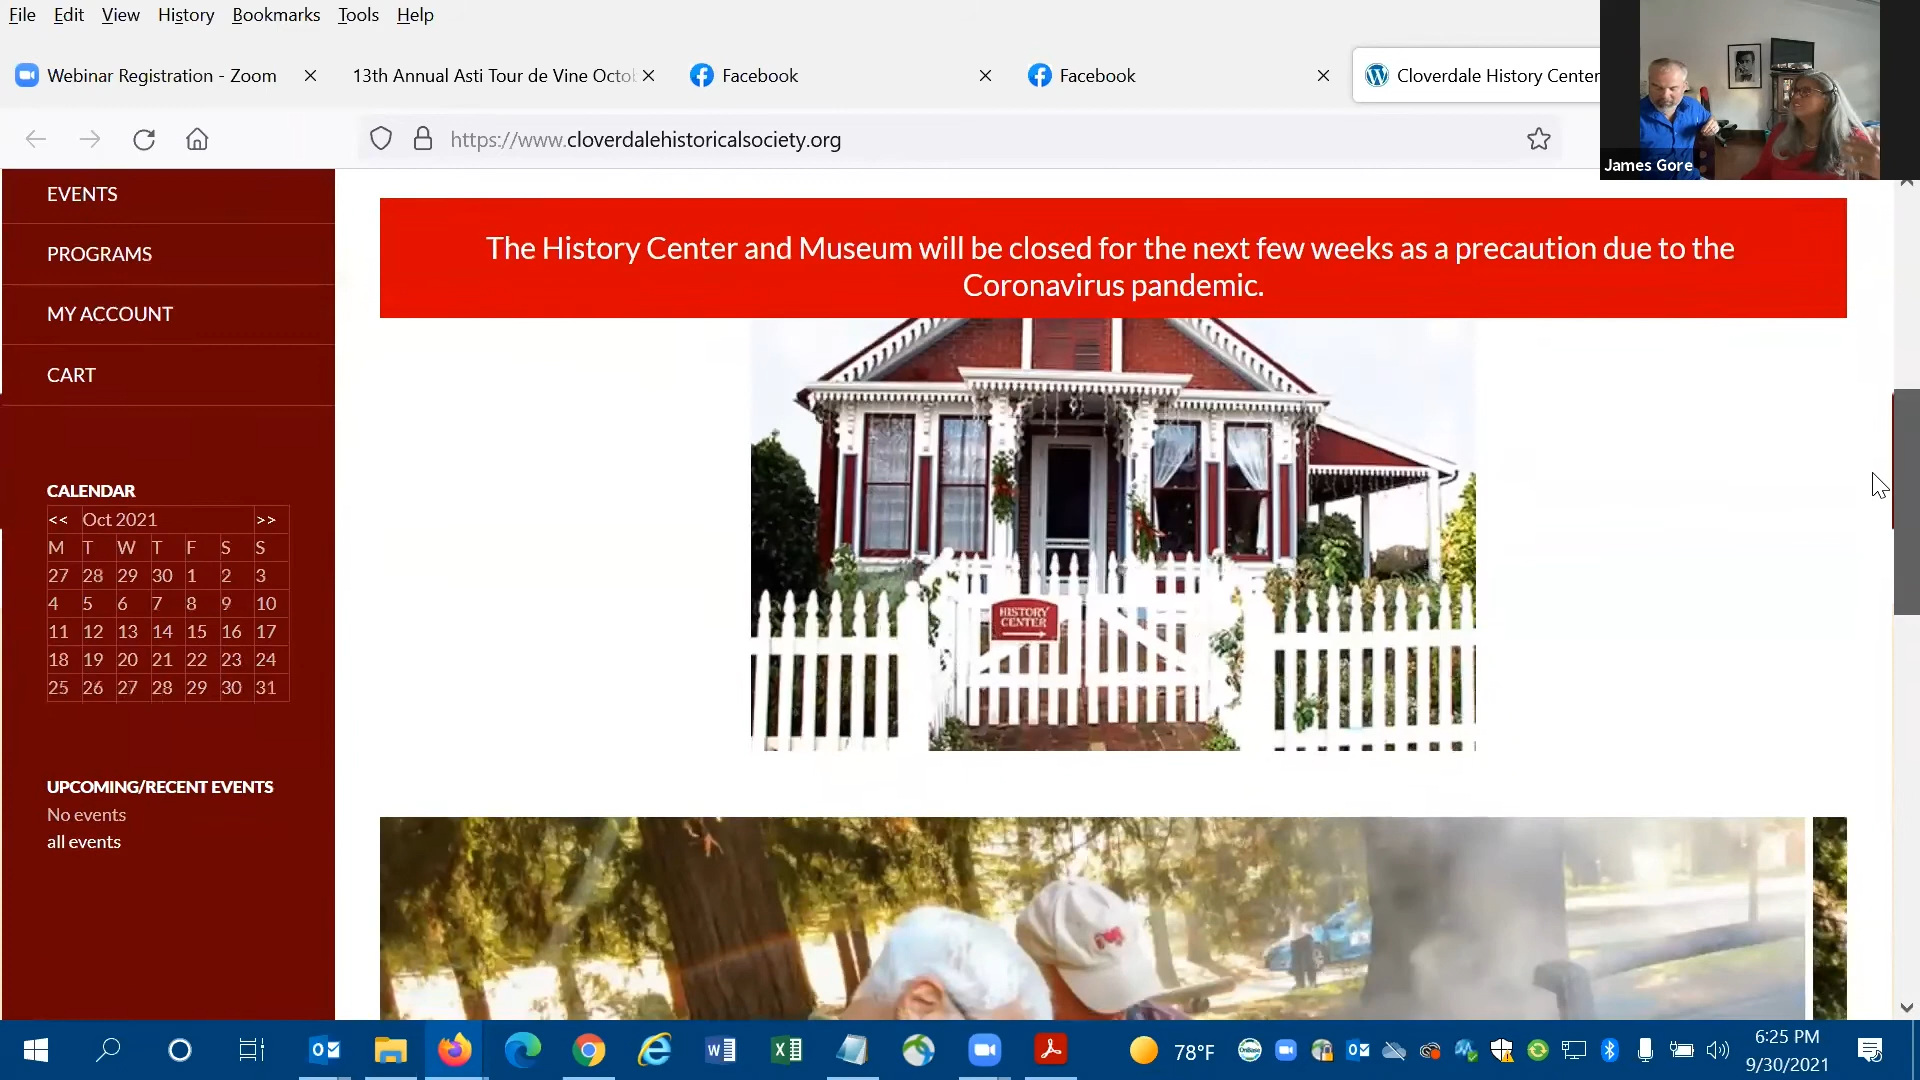 File Edit View History Bookmarks Tools Help
Webinar Registration - Zoom
13th Annual Asti Tour de Vine Octo
Facebook
Facebook
Cloverdale History Center
https://www.cloverdalehistoricalsociety.org
James Gore
EVENTS
PROGRAMS
MY ACCOUNT
CART
The History Center and Museum will be closed for the next few weeks as a precaution due to the
Coronavirus pandemic.
HISTORY
CENTER
CALENDAR
<< Oct 2021 >>
M T W T F S S
27 28 29 30 1 2 3
4 5 6 7 8 9 10
11 12 13 14 15 16 17
18 19 20 21 22 23 24
25 26 27 28 29 30 31
UPCOMING/RECENT EVENTS
No events
all events
78°F
6:25 PM
9/30/2021